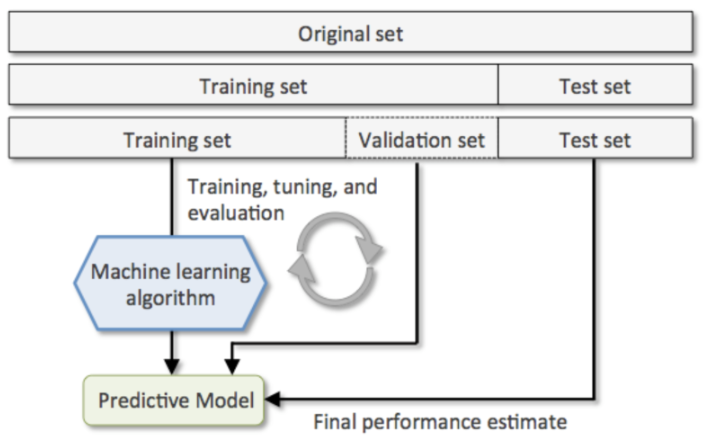 Original set
Training set
Test set
Training set
Validation set
Test set
Training, tuning, and
evaluation
Machine learning
algorithm
Predictive Model
Final performance estimate